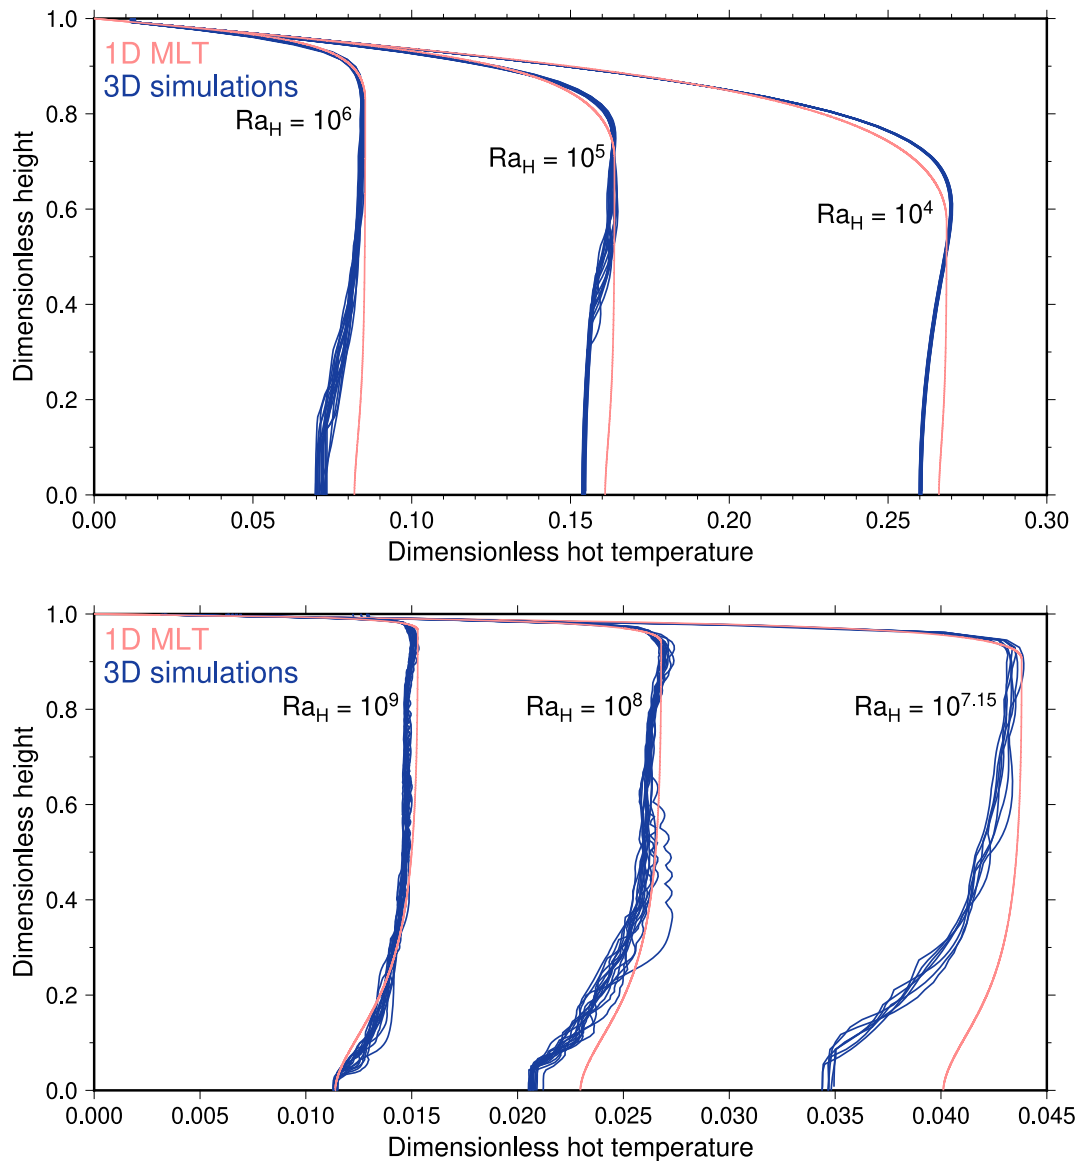 1.0
1D MLT
3D simulations
0.8
Ra_H = 10^6
Ra_H = 10^5
Ra_H = 10^4
0.6
0.4
0.2
0.0
Dimensionless height
0.00 0.05 0.10 0.15 0.20 0.25 0.30
Dimensionless hot temperature
1.0
1D MLT
3D simulations
0.8
Ra_H = 10^9
Ra_H = 10^8
Ra_H = 10^7.15
0.6
0.4
0.2
0.0
Dimensionless height
0.000 0.005 0.010 0.015 0.020 0.025 0.030 0.035 0.040 0.045
Dimensionless hot temperature